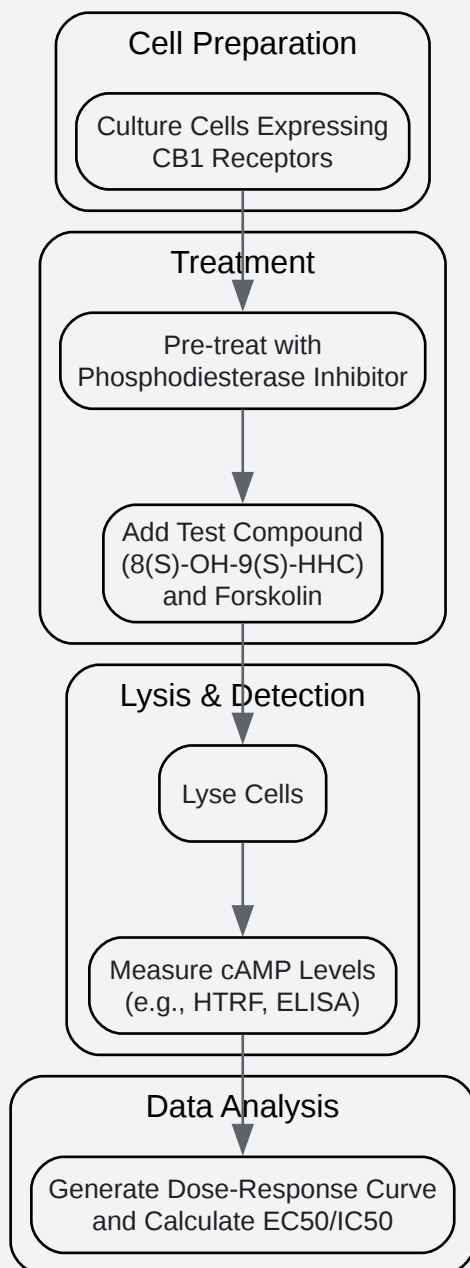 Cell Preparation
Culture Cells Expressing
CB1 Receptors
Treatment
Pre-treat with
Phosphodiesterase Inhibitor
Add Test Compound
(8(S)-OH-9(S)-HHC)
and Forskolin
Lysis & Detection
Lyse Cells
Measure cAMP Levels
(e.g., HTRF, ELISA)
Data Analysis
Generate Dose-Response Curve
and Calculate EC50/IC50